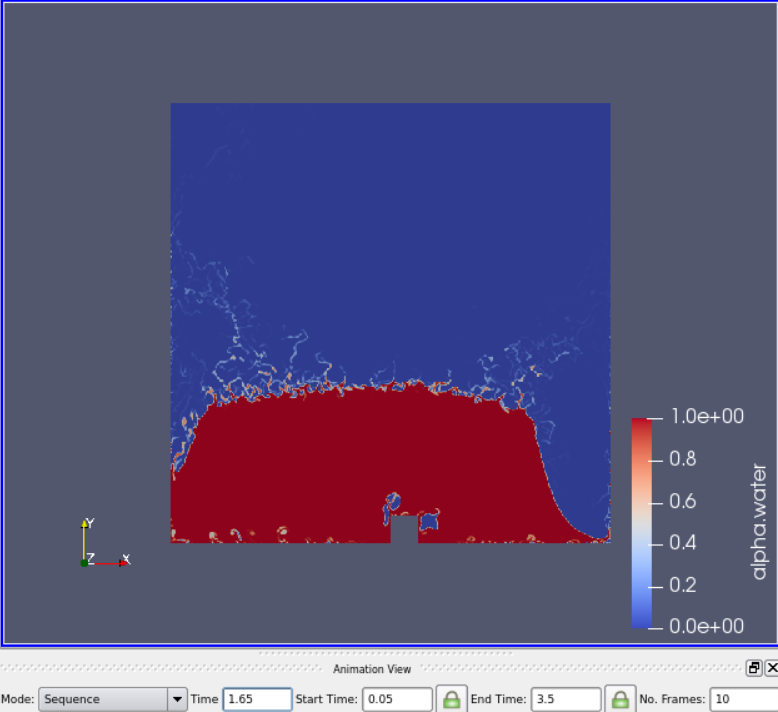 1.0e+00
0.8
0.6
0.4
0.2
0.0e+00
alpha.water
Y
Z X
Animation View
Mode: Sequence Time 1.65 Start Time: 0.05 End Time: 3.5 No. Frames: 10